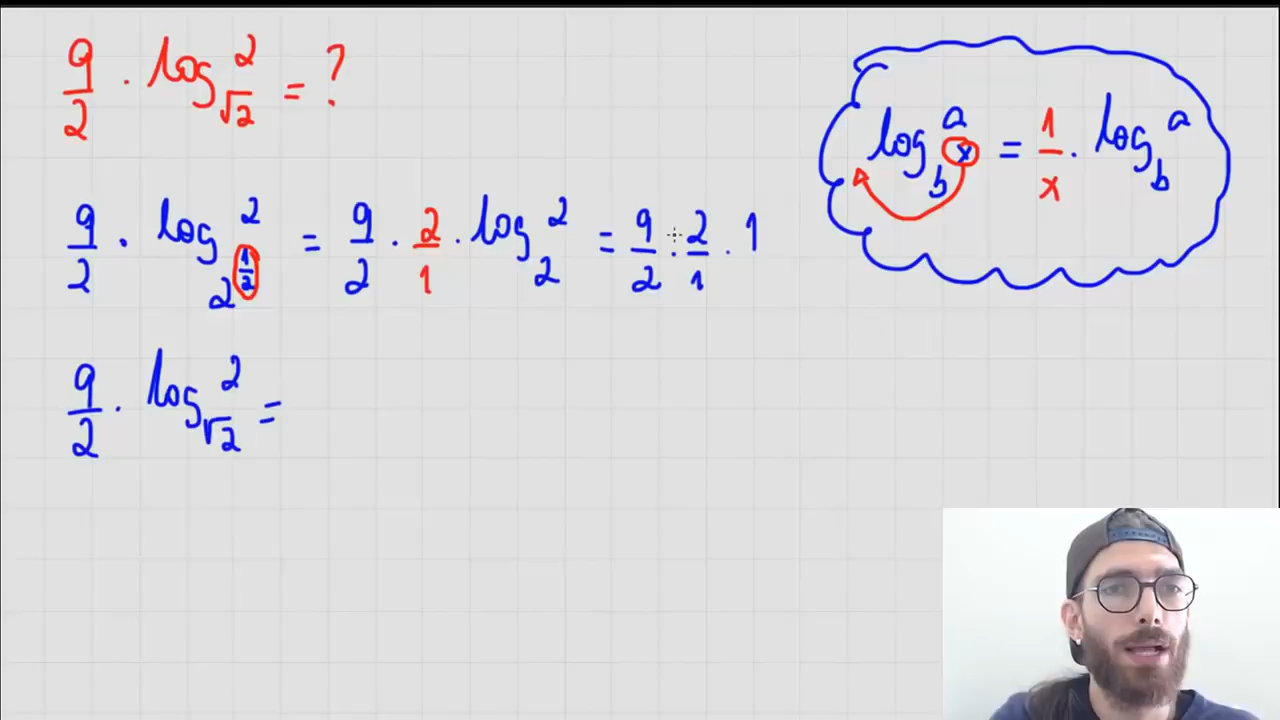 9/2 · log_√2 2 = ?
log_b^x a = 1/x · log_b a
9/2 · log_2^(1/2) 2 = 9/2 · 2/1 · log_2 2 = 9/2 · 2/1 · 1
9/2 · log_√2 2 =